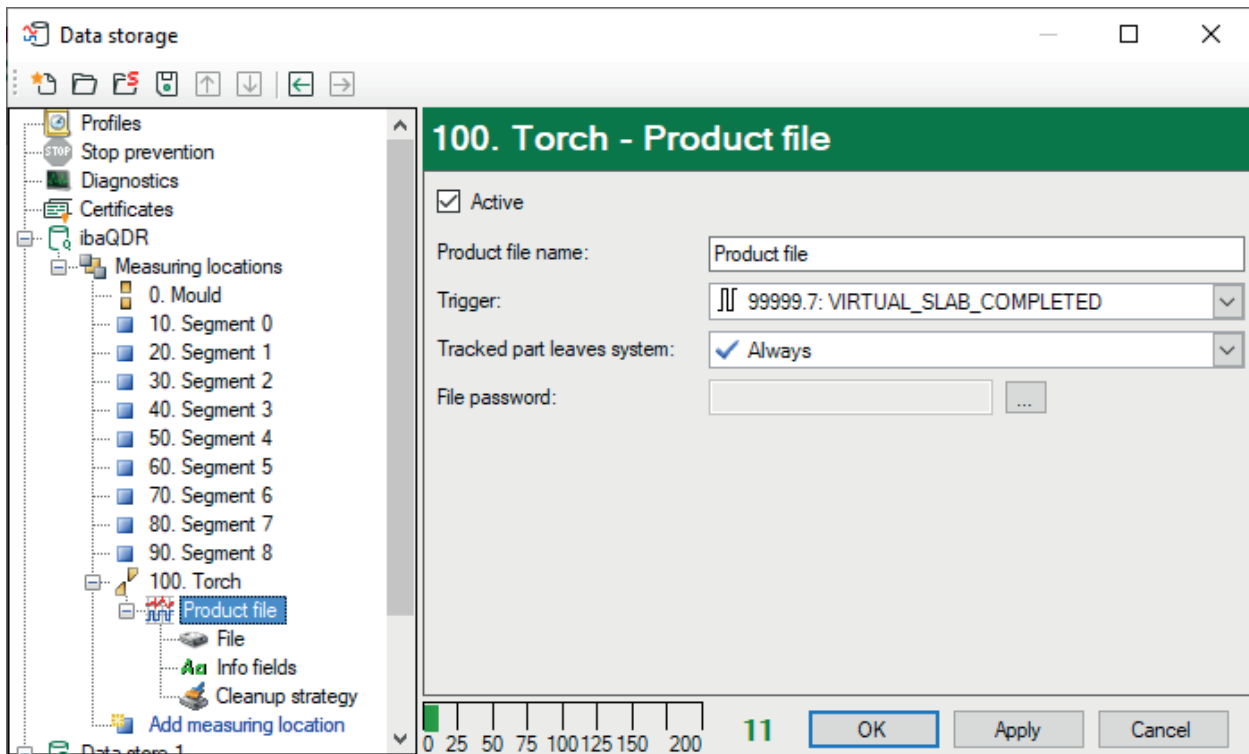 Data storage
Profiles
STOP
Stop prevention
Diagnostics
Certificates
ibaQDR
Measuring locations
0. Mould
10. Segment 0
20. Segment 1
30. Segment 2
40. Segment 3
50. Segment 4
60. Segment 5
70. Segment 6
80. Segment 7
90. Segment 8
100. Torch
Product file
File
Aa Info fields
Cleanup strategy
Add measuring location
Data store 1
100. Torch - Product file
Active
Product file name: Product file
Trigger: 99999.7: VIRTUAL_SLAB_COMPLETED
Tracked part leaves system: Always
File password: ...
0 25 50 75 100 125 150 200
11 OK Apply Cancel